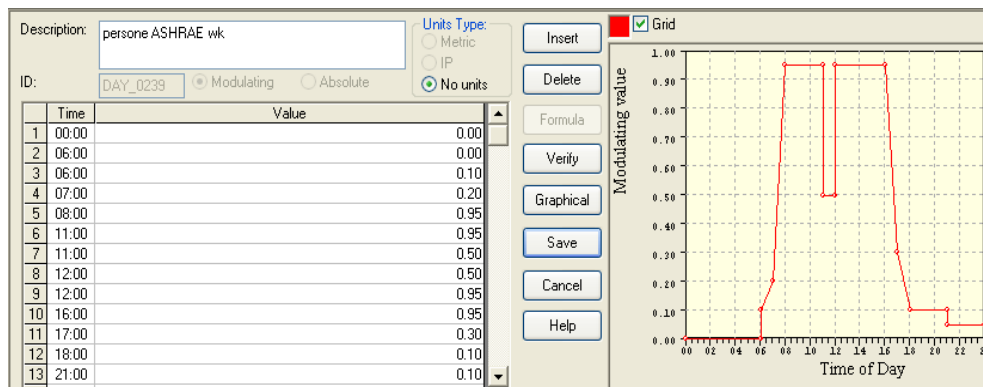 Description:
persone ASHRAE wk
Units Type:
Metric
IP
No units
ID:
DAY_0239
Modulating
Absolute
Time Value
1 00:00 0.00
2 06:00 0.00
3 06:00 0.10
4 07:00 0.20
5 08:00 0.95
6 11:00 0.95
7 11:00 0.50
8 12:00 0.50
9 12:00 0.95
10 16:00 0.95
11 17:00 0.30
12 18:00 0.10
13 21:00 0.10
Insert
Delete
Formula
Verify
Graphical
Save
Cancel
Help
Grid
Modulating value
1.00
0.90
0.80
0.70
0.60
0.50
0.40
0.30
0.20
0.10
0.00
00 02 04 06 08 10 12 14 16 18 20 22
Time of Day